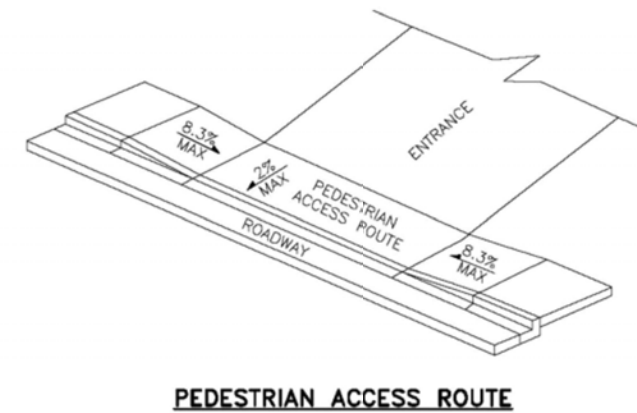 8.3%
MAX
ENTRANCE
2%
MAX
PEDESTRIAN
ACCESS ROUTE
ROADWAY
8.3%
MAX
PEDESTRIAN ACCESS ROUTE